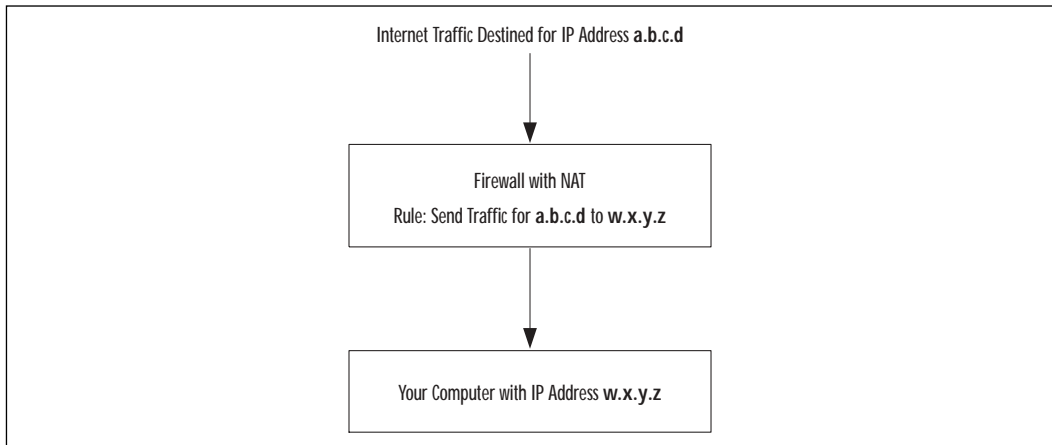 Internet Traffic Destined for IP Address a.b.c.d
Firewall with NAT
Rule: Send Traffic for a.b.c.d to w.x.y.z
Your Computer with IP Address w.x.y.z